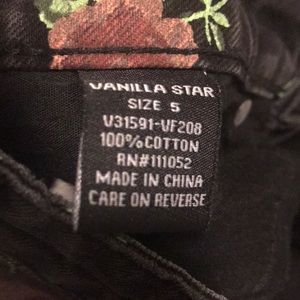 VANILLA STAR
SIZE 5
V31591-VF208
100% COTTON
RN#111052
MADE IN CHINA
CARE ON REVERSE